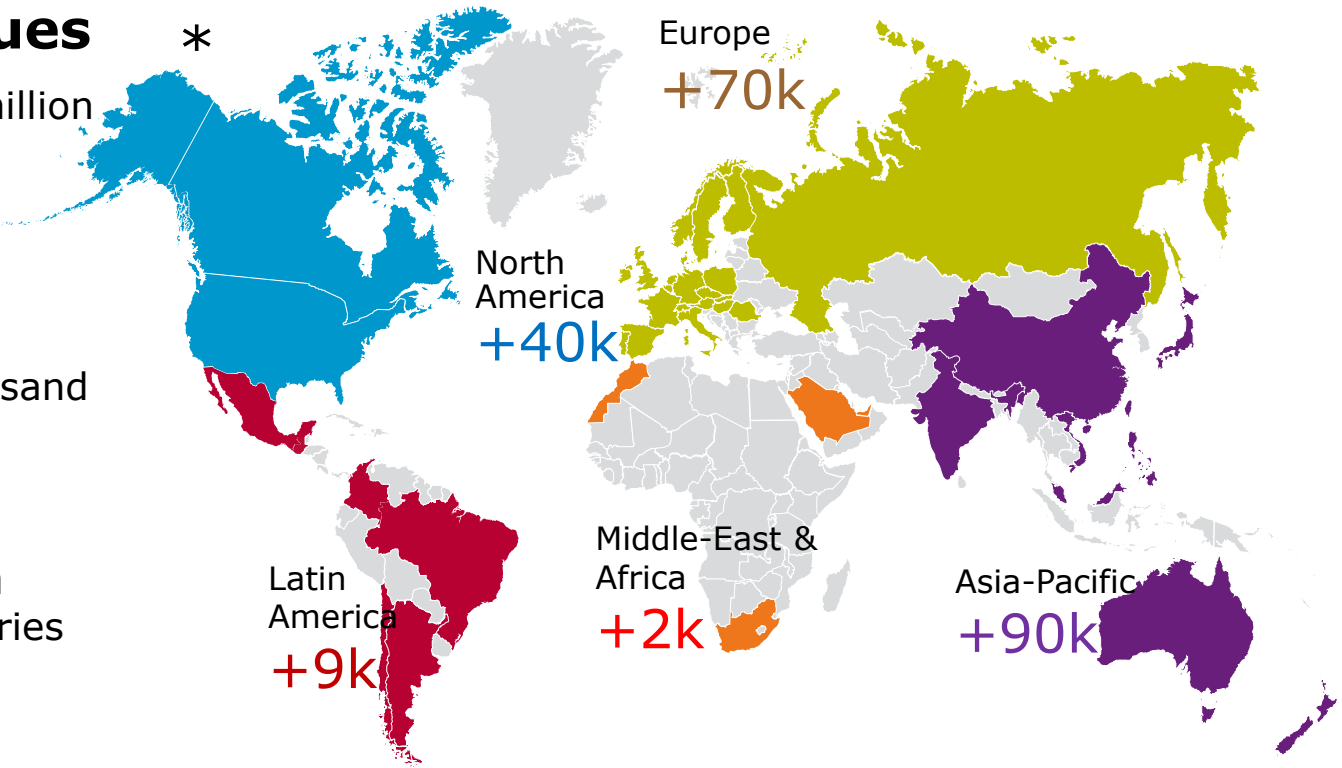 ues
*
illion
sand
ries
Europe
+70k
North
America
+40k
Middle-East &
Africa
+2k
Latin
America
+9k
Asia-Pacific
+90k